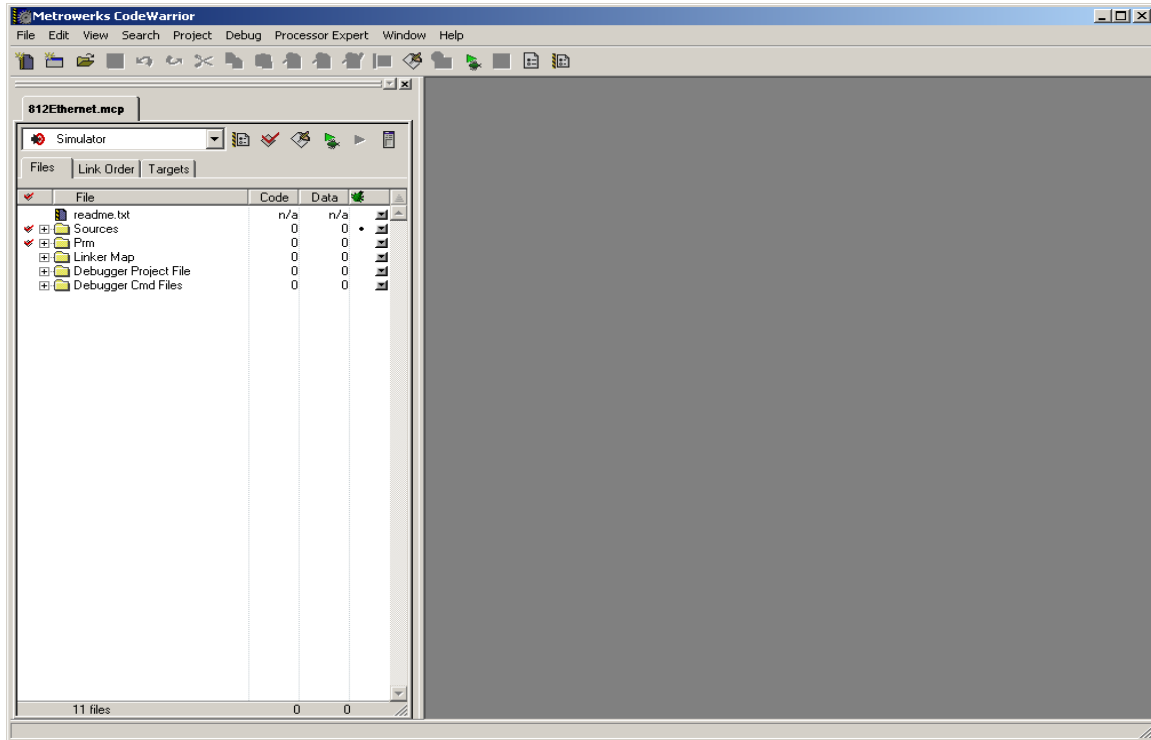 Metrowerks CodeWarrior
File Edit View Search Project Debug Processor Expert Window Help
812Ethernet.mcp
Simulator
Files Link Order Targets
File Code Data
readme.txt n/a n/a
Sources 0 0
Prm 0 0
Linker Map 0 0
Debugger Project File 0 0
Debugger Cmd Files 0 0
11 files 0 0